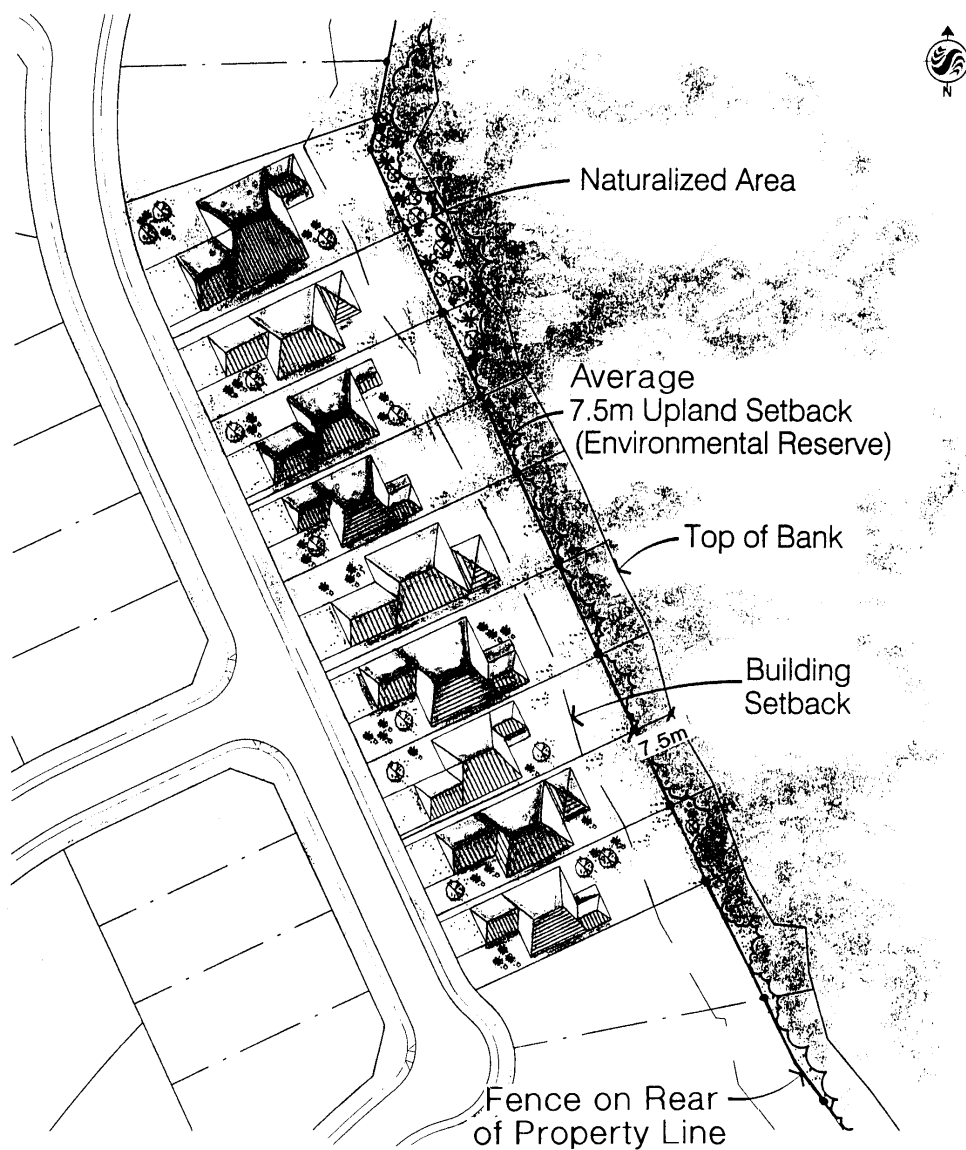 N
Naturalized Area
Average
7.5m Upland Setback
(Environmental Reserve)
Top of Bank
Building
Setback
7.5m
Fence on Rear
of Property Line